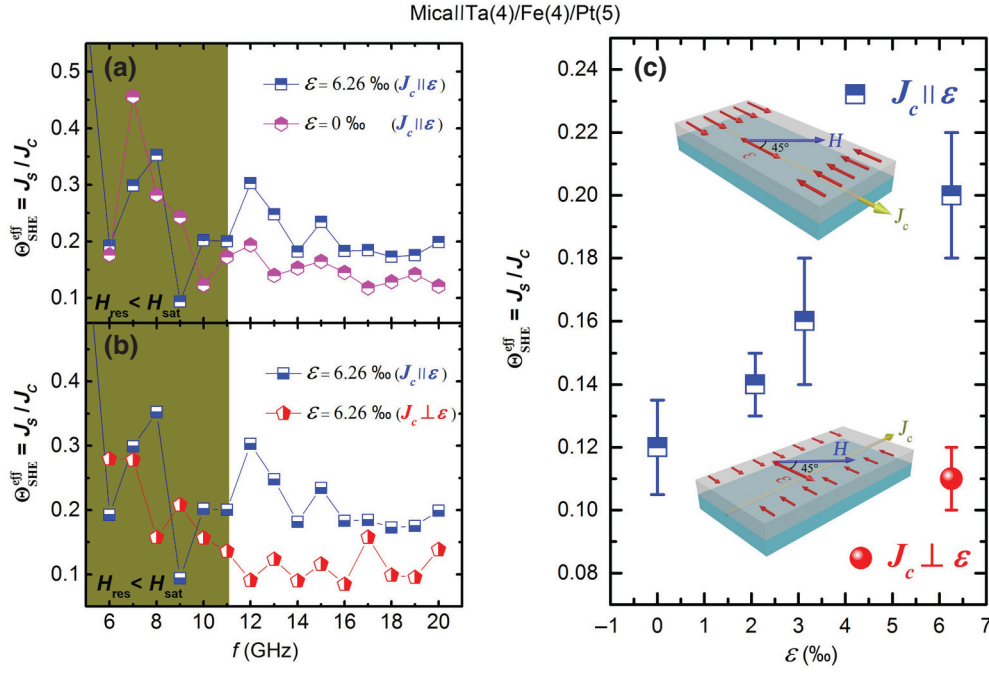 Mica||Ta(4)/Fe(4)/Pt(5)
(a)
0.5
0.4
0.3
0.2
0.1
Θ^eff_SHE = J_S / J_C
ε = 6.26 ‰ (J_c || ε)
ε = 0 ‰ (J_c || ε)
H_res < H_sat
(b)
0.4
0.3
0.2
0.1
Θ^eff_SHE = J_S / J_C
ε = 6.26 ‰ (J_c || ε)
ε = 6.26 ‰ (J_c ⊥ ε)
H_res < H_sat
6 8 10 12 14 16 18 20
f (GHz)
(c)
0.24
0.22
0.20
0.18
0.16
0.14
0.12
0.10
0.08
Θ^eff_SHE = J_S / J_C
J_c || ε
ε
45°
H
J_c
J_c
ε
45°
H
J_c ⊥ ε
−1 0 1 2 3 4 5 6 7
ε (‰)